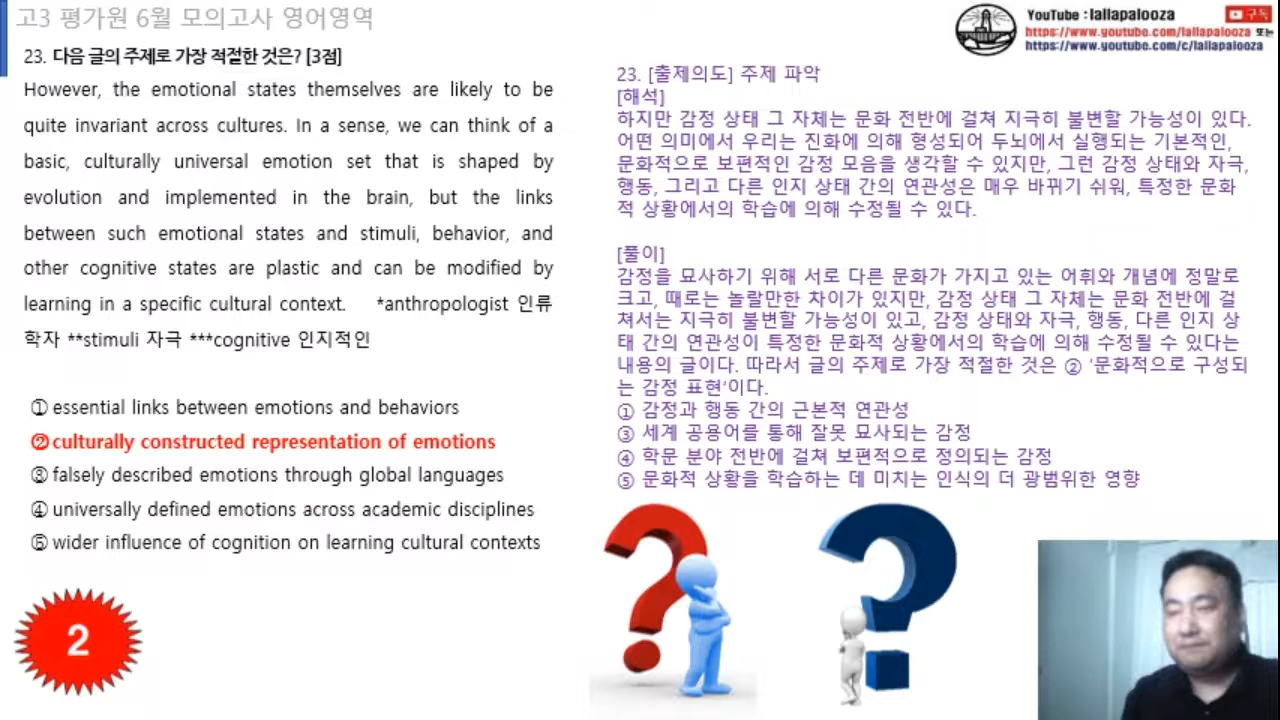 고3 평가원 6월 모의고사 영어영역
YouTube : lallapalooza
구독
https://www.youtube.com/lallapalooza 또는
https://www.youtube.com/c/lallapalooza
23. 다음 글의 주제로 가장 적절한 것은? [3점]
However, the emotional states themselves are likely to be
quite invariant across cultures. In a sense, we can think of a
basic, culturally universal emotion set that is shaped by
evolution and implemented in the brain, but the links
between such emotional states and stimuli, behavior, and
other cognitive states are plastic and can be modified by
learning in a specific cultural context. *anthropologist 인류
학자 **stimuli 자극 ***cognitive 인지적인
① essential links between emotions and behaviors
② culturally constructed representation of emotions
③ falsely described emotions through global languages
④ universally defined emotions across academic disciplines
⑤ wider influence of cognition on learning cultural contexts
2
23. [출제의도] 주제 파악
[해석]
하지만 감정 상태 그 자체는 문화 전반에 걸쳐 지극히 불변할 가능성이 있다.
어떤 의미에서 우리는 진화에 의해 형성되어 두뇌에서 실행되는 기본적인,
문화적으로 보편적인 감정 모음을 생각할 수 있지만, 그런 감정 상태와 자극,
행동, 그리고 다른 인지 상태 간의 연관성은 매우 바뀌기 쉬워, 특정한 문화
적 상황에서의 학습에 의해 수정될 수 있다.
[풀이]
감정을 묘사하기 위해 서로 다른 문화가 가지고 있는 어휘와 개념에 정말로
크고, 때로는 놀랄만한 차이가 있지만, 감정 상태 그 자체는 문화 전반에 걸
쳐서는 지극히 불변할 가능성이 있고, 감정 상태와 자극, 행동, 다른 인지 상
태 간의 연관성이 특정한 문화적 상황에서의 학습에 의해 수정될 수 있다는
내용의 글이다. 따라서 글의 주제로 가장 적절한 것은 ② ‘문화적으로 구성되
는 감정 표현’이다.
① 감정과 행동 간의 근본적 연관성
③ 세계 공용어를 통해 잘못 묘사되는 감정
④ 학문 분야 전반에 걸쳐 보편적으로 정의되는 감정
⑤ 문화적 상황을 학습하는 데 미치는 인식의 더 광범위한 영향